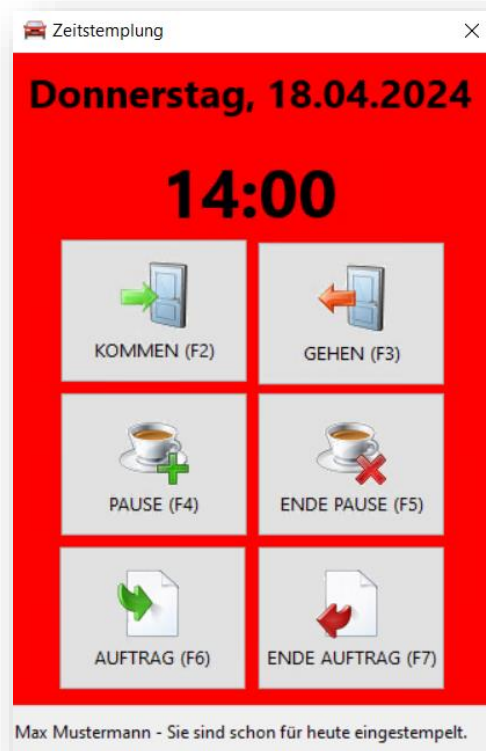 Zeitstemplung
Donnerstag, 18.04.2024
14:00
KOMMEN (F2)
GEHEN (F3)
PAUSE (F4)
ENDE PAUSE (F5)
AUFTRAG (F6)
ENDE AUFTRAG (F7)
Max Mustermann - Sie sind schon für heute eingestempelt.